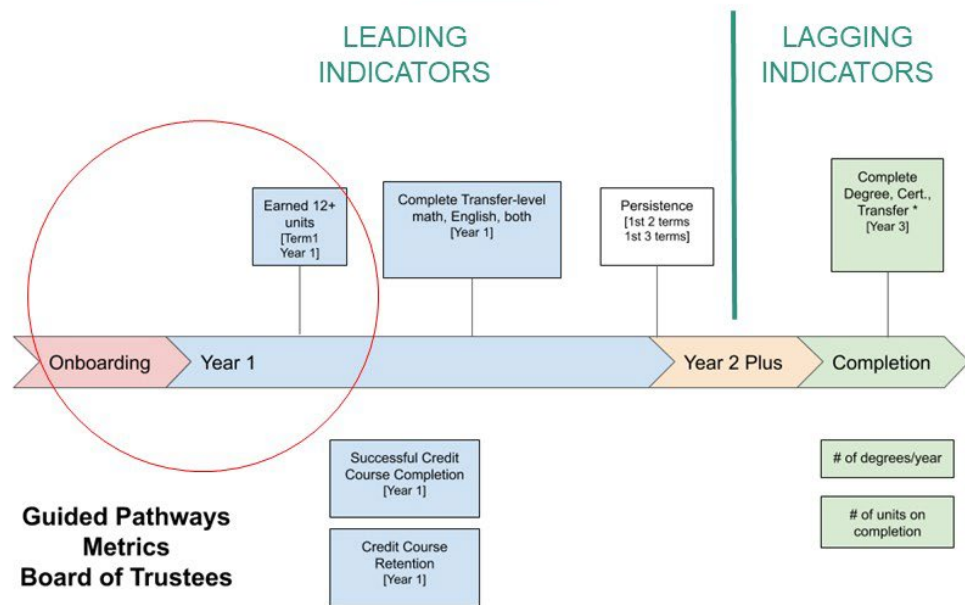 LEADING
INDICATORS
LAGGING
INDICATORS
Earned 12+
units
[Term1
Year 1]
Complete Transfer-level
math, English, both
[Year 1]
Persistence
[1st 2 terms
1st 3 terms]
Complete
Degree, Cert.,
Transfer *
[Year 3]
Onboarding
Year 1
Year 2 Plus
Completion
Successful Credit
Course Completion
[Year 1]
Credit Course
Retention
[Year 1]
# of degrees/year
# of units on
completion
Guided Pathways
Metrics
Board of Trustees